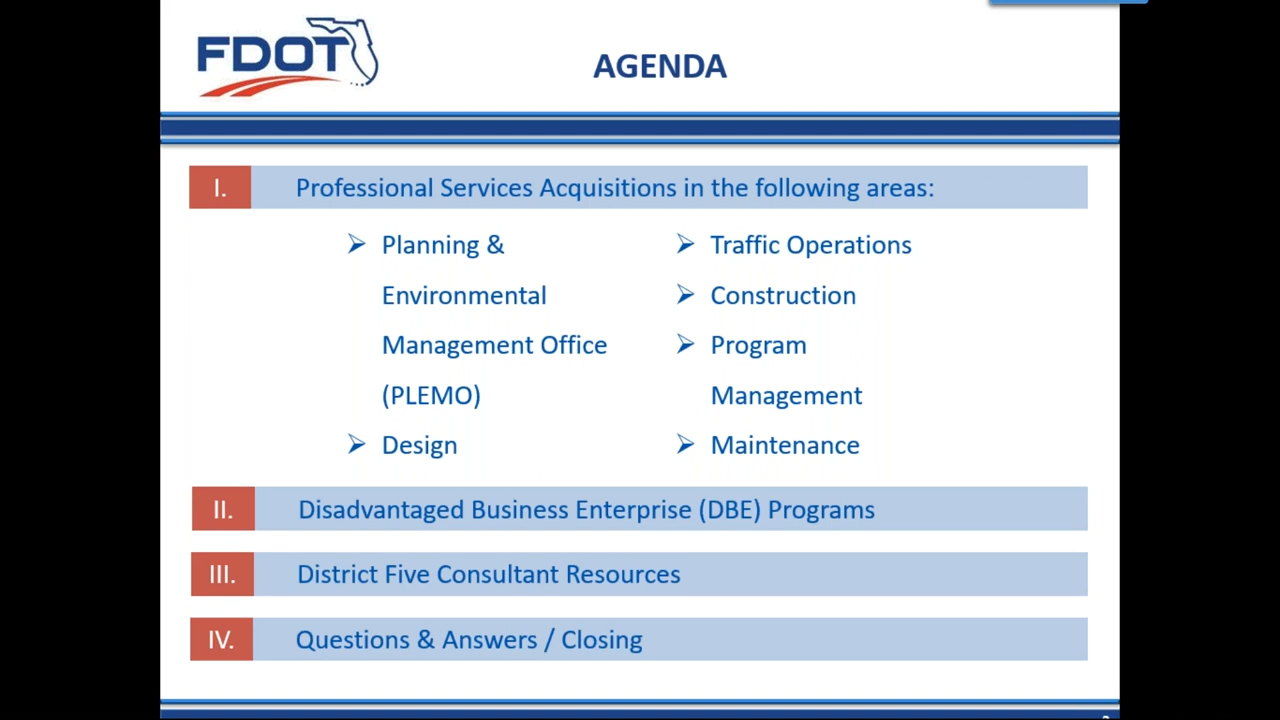 FDOT
AGENDA
I. Professional Services Acquisitions in the following areas:
Planning &
Environmental
Management Office
(PLEMO)
Design
Traffic Operations
Construction
Program
Management
Maintenance
II. Disadvantaged Business Enterprise (DBE) Programs
III. District Five Consultant Resources
IV. Questions & Answers / Closing